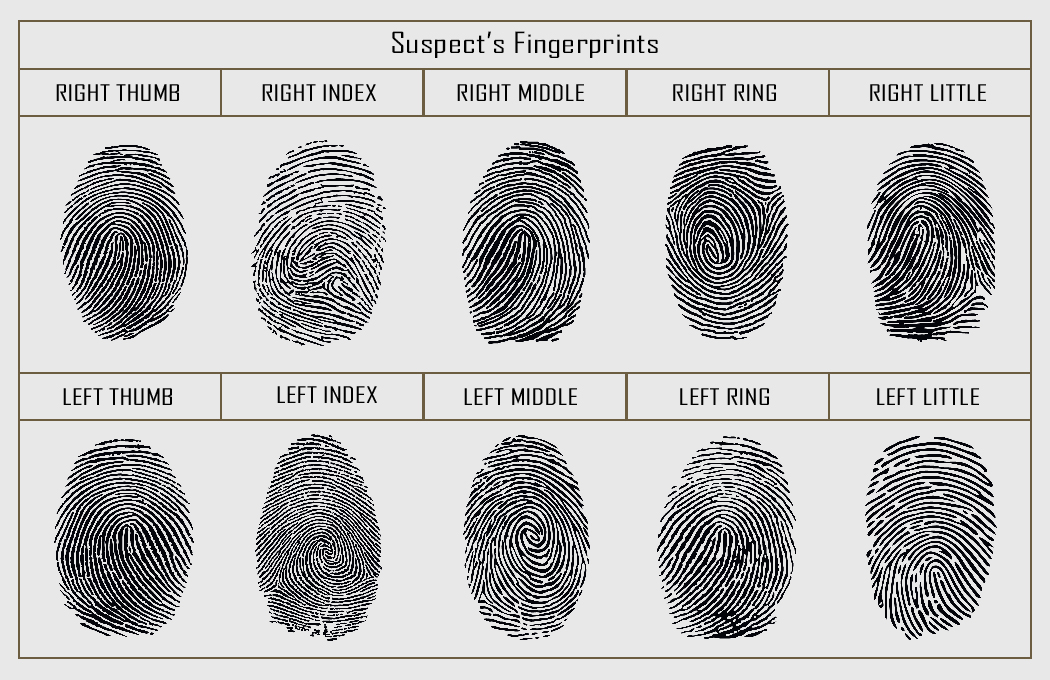 Suspect's Fingerprints
RIGHT THUMB
RIGHT INDEX
RIGHT MIDDLE
RIGHT RING
RIGHT LITTLE
LEFT THUMB
LEFT INDEX
LEFT MIDDLE
LEFT RING
LEFT LITTLE